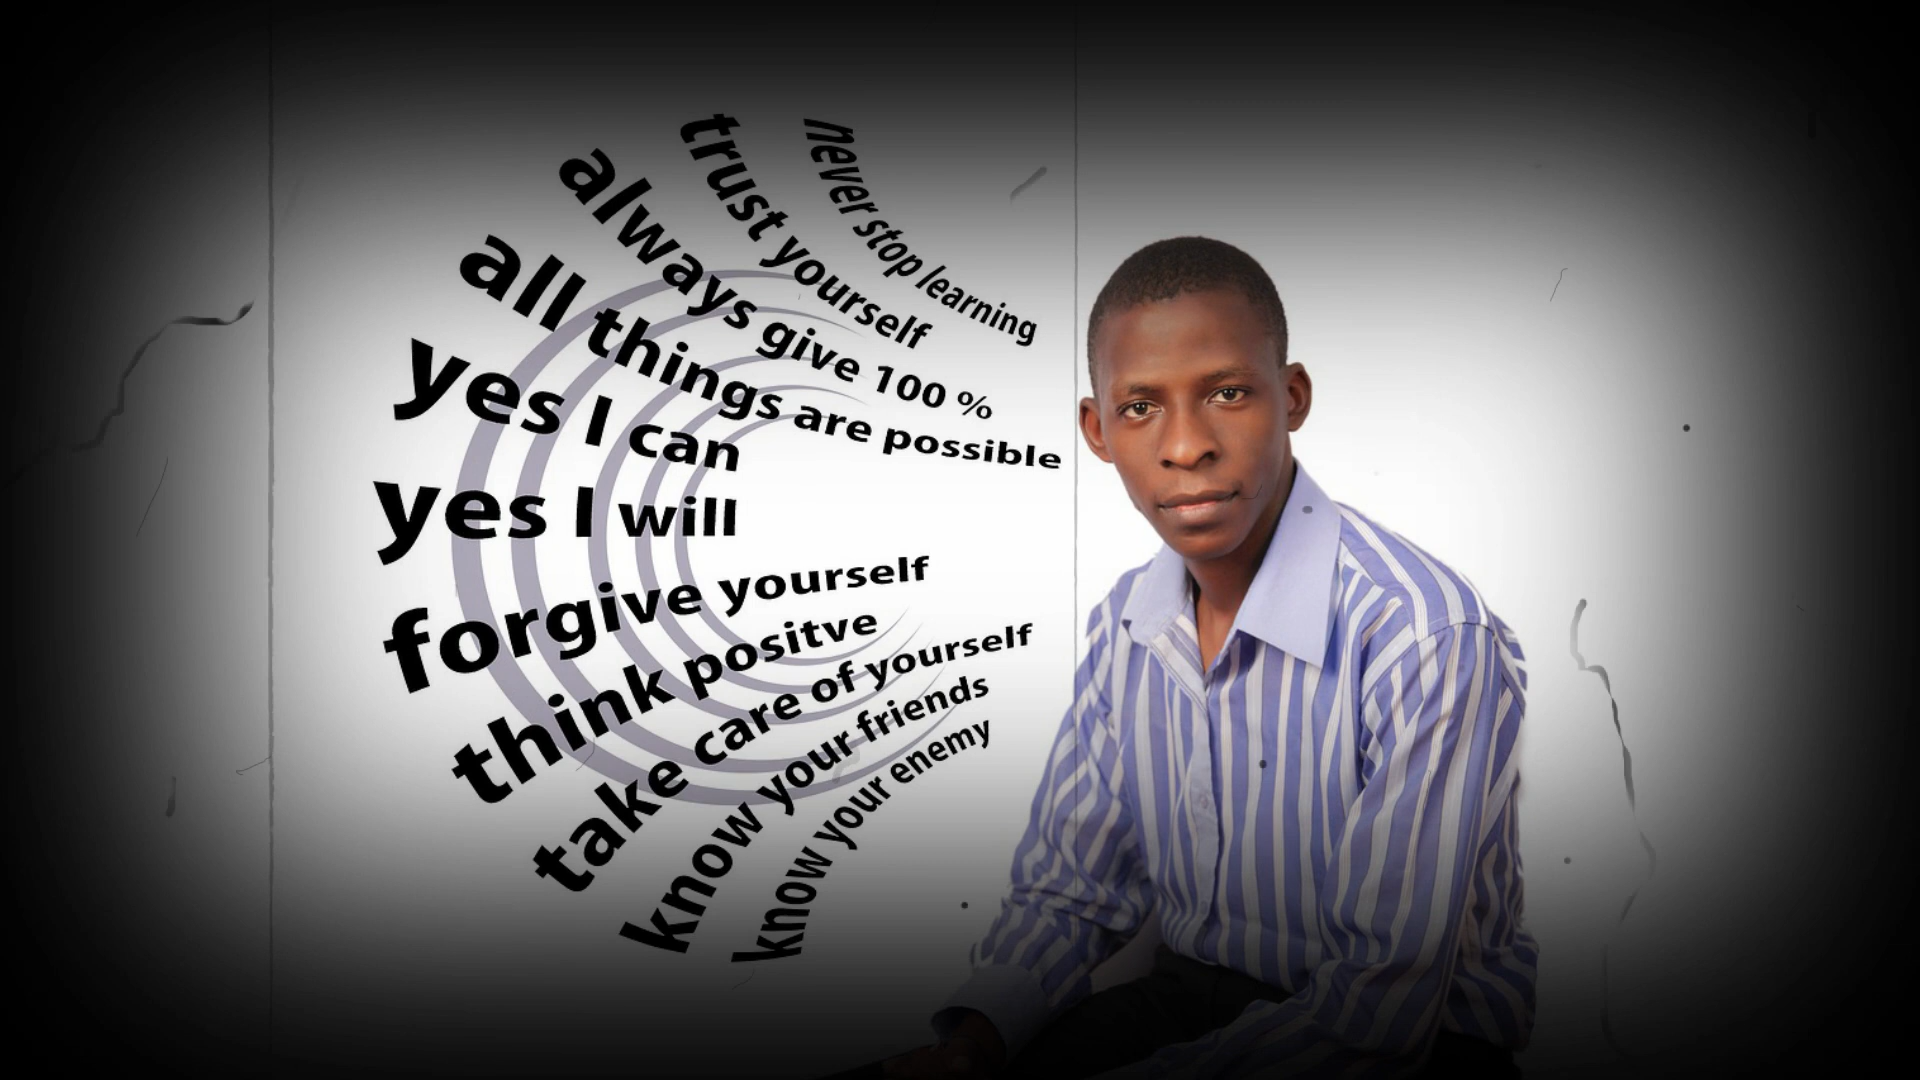 never stop learning
trust yourself
always give 100 %
all things are possible
yes I can
yes I will
forgive yourself
think positve
take care of yourself
know your friends
know your enemy